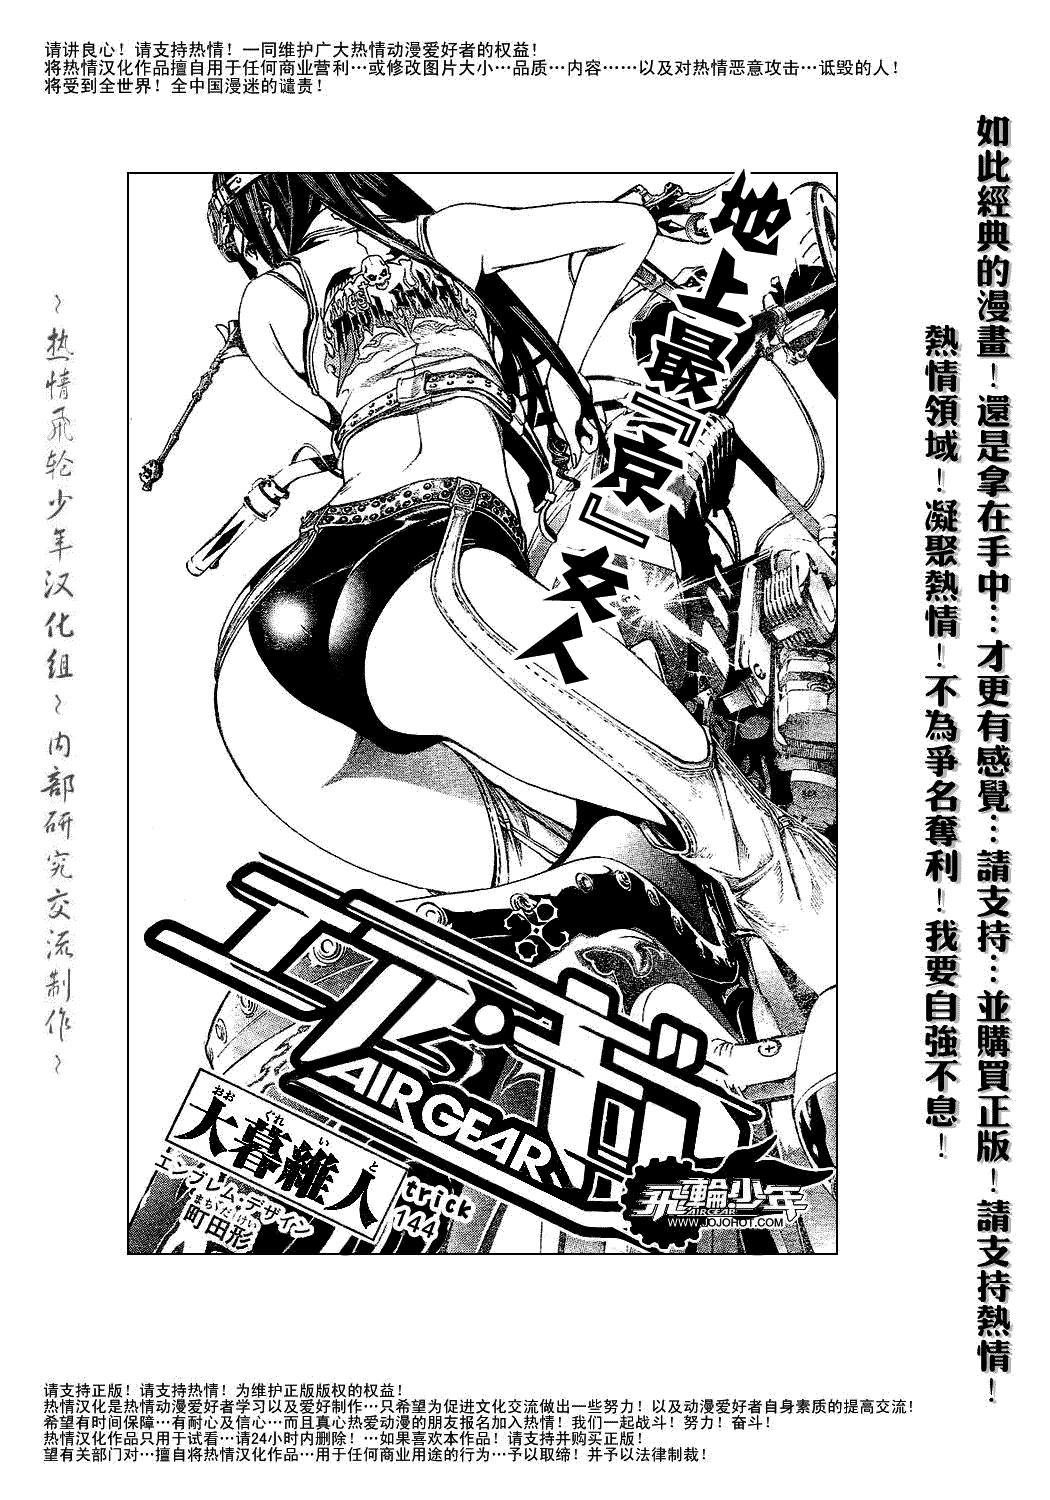 请讲良心！请支持热情！一同维护广大热情动漫爱好者的权益！
将热情汉化作品擅自用于任何商业营利…或修改图片大小…品质…内容……以及对热情恶意攻击…诋毁的人！
将受到全世界！全中国漫迷的谴责！
如此經典的漫畫！還是拿在手中…才更有感覺…請支持…並購買正版！請支持熱情！
熱情領域！凝聚熱情！不為爭名奪利！我要自強不息！
地上最『京』女人
～热情飛轮少年汉化组～内部研究交流制作～
エア・ギア
AIR GEAR
おおぐれいと
大暮維人
エンブレム・デザイン
まちだけい
町田形
trick
144
飛輪少年
AIRGEAR
WWW.JOJOHOT.COM
请支持正版！请支持热情！为维护正版版权的权益！
热情汉化是热情动漫爱好者学习以及爱好制作…只希望为促进文化交流做出一些努力！以及动漫爱好者自身素质的提高交流！
希望有时间保障…有耐心及信心…而且真心热爱动漫的朋友报名加入热情！我们一起战斗！努力！奋斗！
热情汉化作品只用于试看…请24小时内删除！…如果喜欢本作品！请支持并购买正版！
望有关部门对…擅自将热情汉化作品…用于任何商业用途的行为…予以取缔！并予以法律制裁！